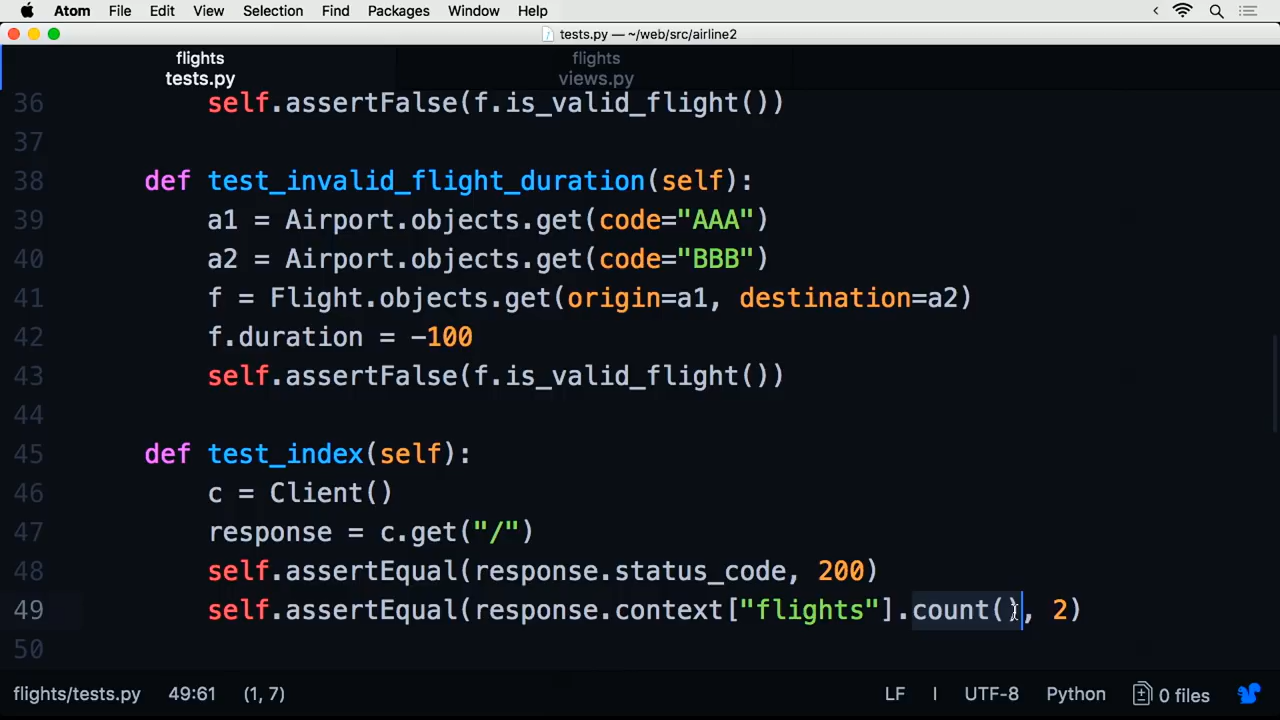 Atom File Edit View Selection Find Packages Window Help
tests.py — ~/web/src/airline2
flights
tests.py
flights
views.py
36 self.assertFalse(f.is_valid_flight())
37
38 def test_invalid_flight_duration(self):
39 a1 = Airport.objects.get(code="AAA")
40 a2 = Airport.objects.get(code="BBB")
41 f = Flight.objects.get(origin=a1, destination=a2)
42 f.duration = -100
43 self.assertFalse(f.is_valid_flight())
44
45 def test_index(self):
46 c = Client()
47 response = c.get("/")
48 self.assertEqual(response.status_code, 200)
49 self.assertEqual(response.context["flights"].count(), 2)
50
flights/tests.py 49:61 (1, 7) LF I UTF-8 Python 0 files